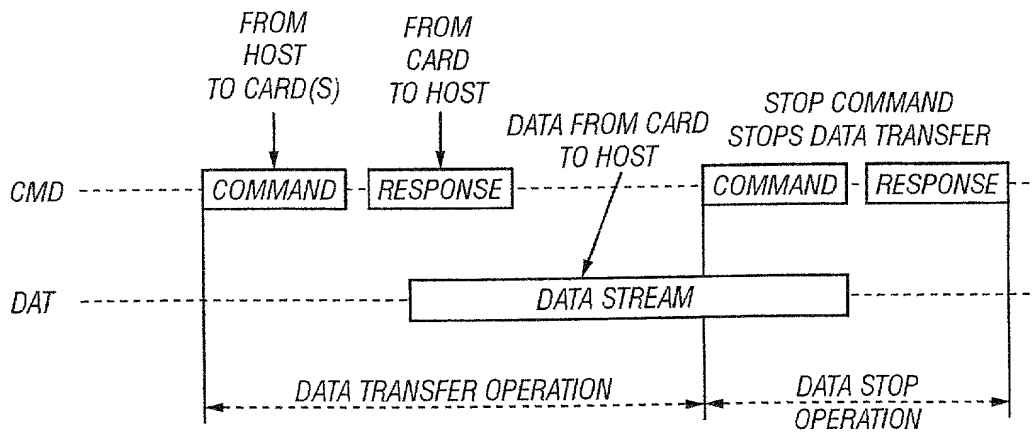 FROM
HOST
TO CARD(S)
FROM
CARD
TO HOST
DATA FROM CARD
TO HOST
STOP COMMAND
STOPS DATA TRANSFER
CMD
COMMAND
RESPONSE
COMMAND
RESPONSE
DAT
DATA STREAM
DATA TRANSFER OPERATION
DATA STOP
OPERATION